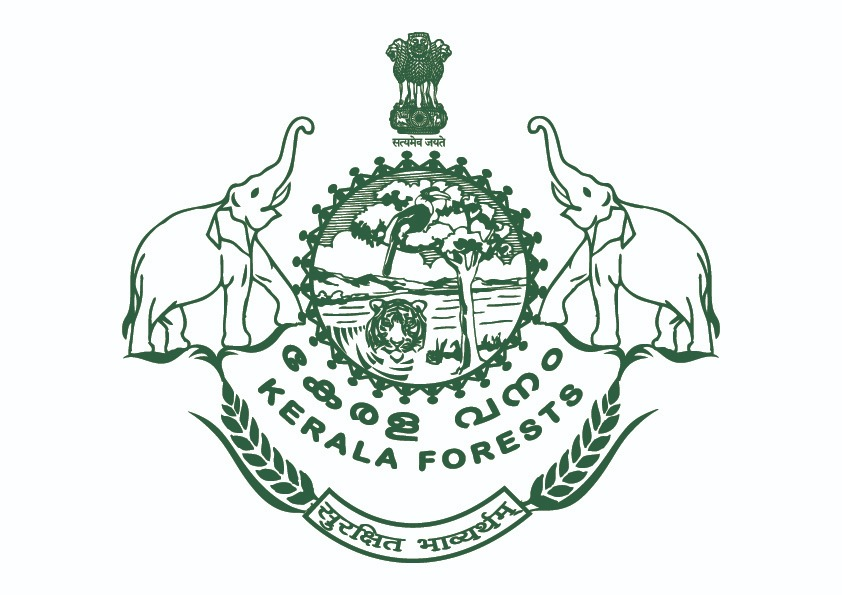 सत्यमेव जयते
കേരള വനം
KERALA FORESTS
सुरक्षित भाव्यर्थम्